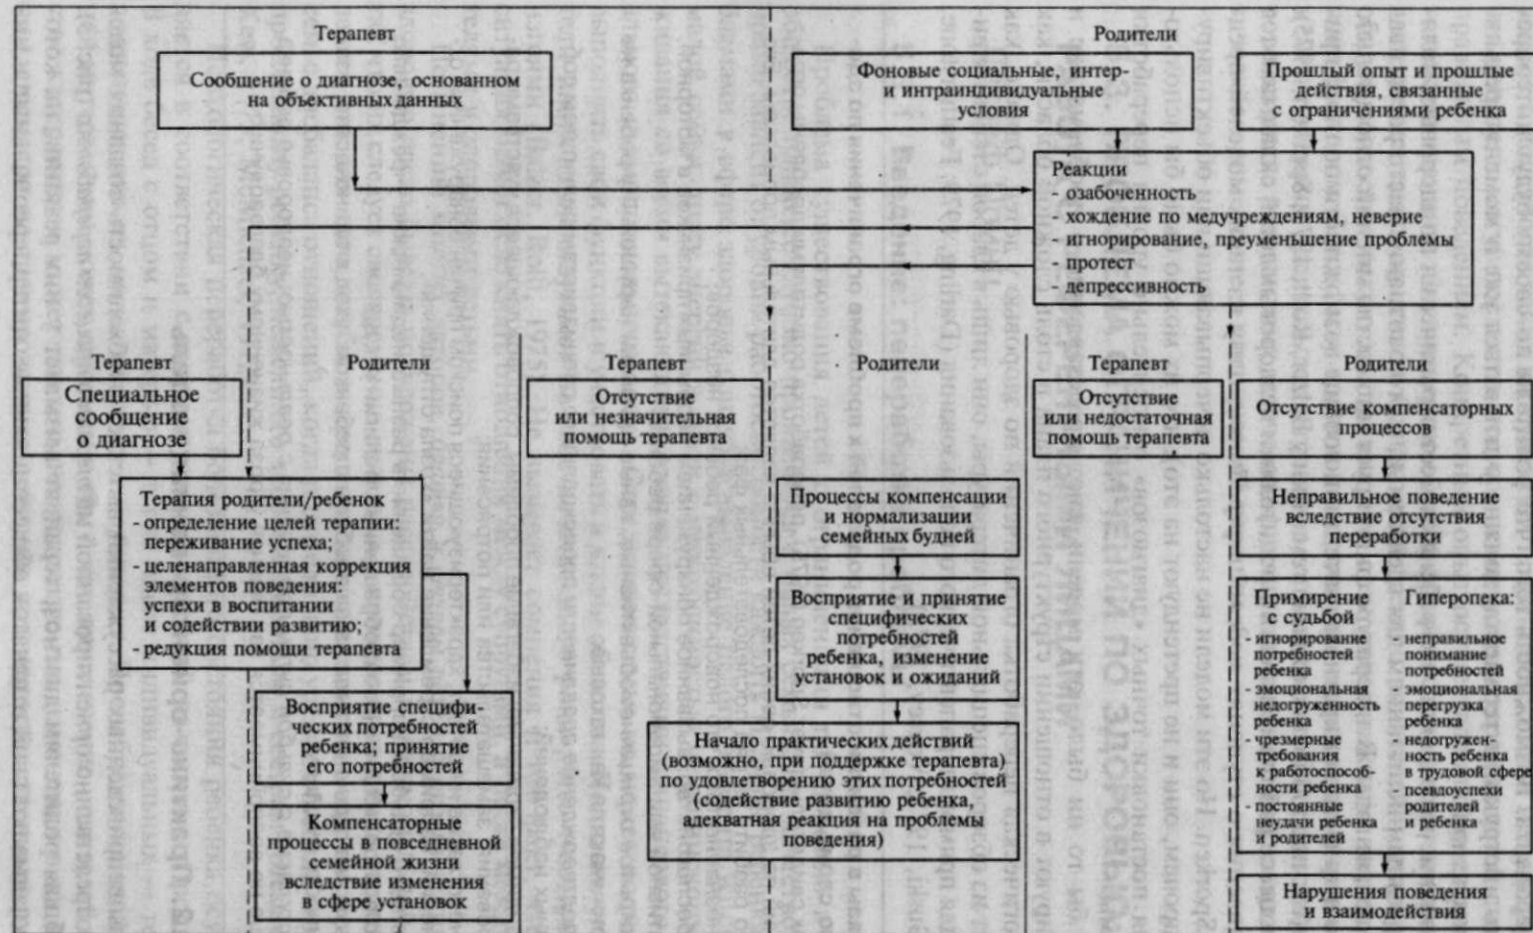 Терапевт
Родители
Сообщение о диагнозе, основанном
на объективных данных
Фоновые социальные, интер-
и интраиндивидуальные
условия
Прошлый опыт и прошлые
действия, связанные
с ограничениями ребенка
Реакции
- озабоченность
- хождение по медучреждениям, неверие
- игнорирование, преуменьшение проблемы
- протест
- депрессивность
Терапевт
Родители
Специальное
сообщение
о диагнозе
Терапия родители/ребенок
- определение целей терапии:
переживание успеха;
- целенаправленная коррекция
элементов поведения:
успехи в воспитании
и содействии развитию;
- редукция помощи терапевта
Восприятие специфи-
ческих потребностей
ребенка; принятие
его потребностей
Компенсаторные
процессы в повседневной
семейной жизни
вследствие изменения
в сфере установок
Терапевт
Родители
Отсутствие
или незначительная
помощь терапевта
Процессы компенсации
и нормализации
семейных будней
Восприятие и принятие
специфических
потребностей
ребенка, изменение
установок и ожиданий
Начало практических действий
(возможно, при поддержке терапевта)
по удовлетворению этих потребностей
(содействие развитию ребенка,
адекватная реакция на проблемы
поведения)
Терапевт
Родители
Отсутствие
или недостаточная
помощь терапевта
Отсутствие компенсаторных
процессов
Неправильное поведение
вследствие отсутствия
переработки
Примирение
с судьбой
- игнорирование
потребностей
ребенка
- эмоциональная
недогруженность
ребенка
- чрезмерные
требования
к работоспособ-
ности ребенка
- постоянные
неудачи ребенка
и родителей
Гиперопека:
- неправильное
понимание
потребностей
- эмоциональная
перегрузка
ребенка
- недогружен-
ность ребенка
в трудовой сфере
- псевдоуспехи
родителей
и ребенка
Нарушения поведения
и взаимодействия